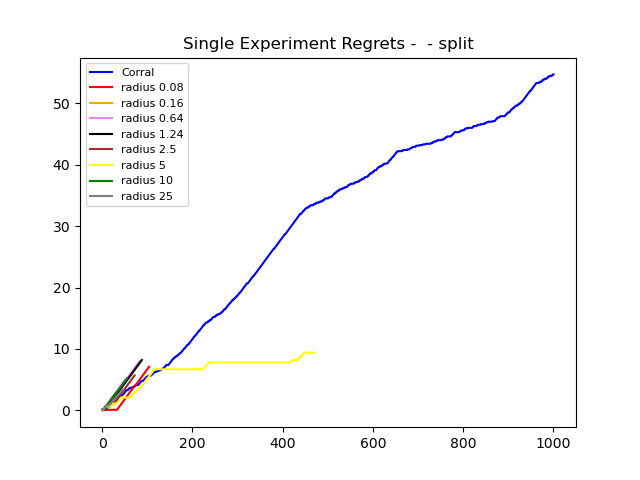 Single Experiment Regrets -  - split
Corral
radius 0.08
radius 0.16
radius 0.64
radius 1.24
radius 2.5
radius 5
radius 10
radius 25
50
40
30
20
10
0
0 200 400 600 800 1000